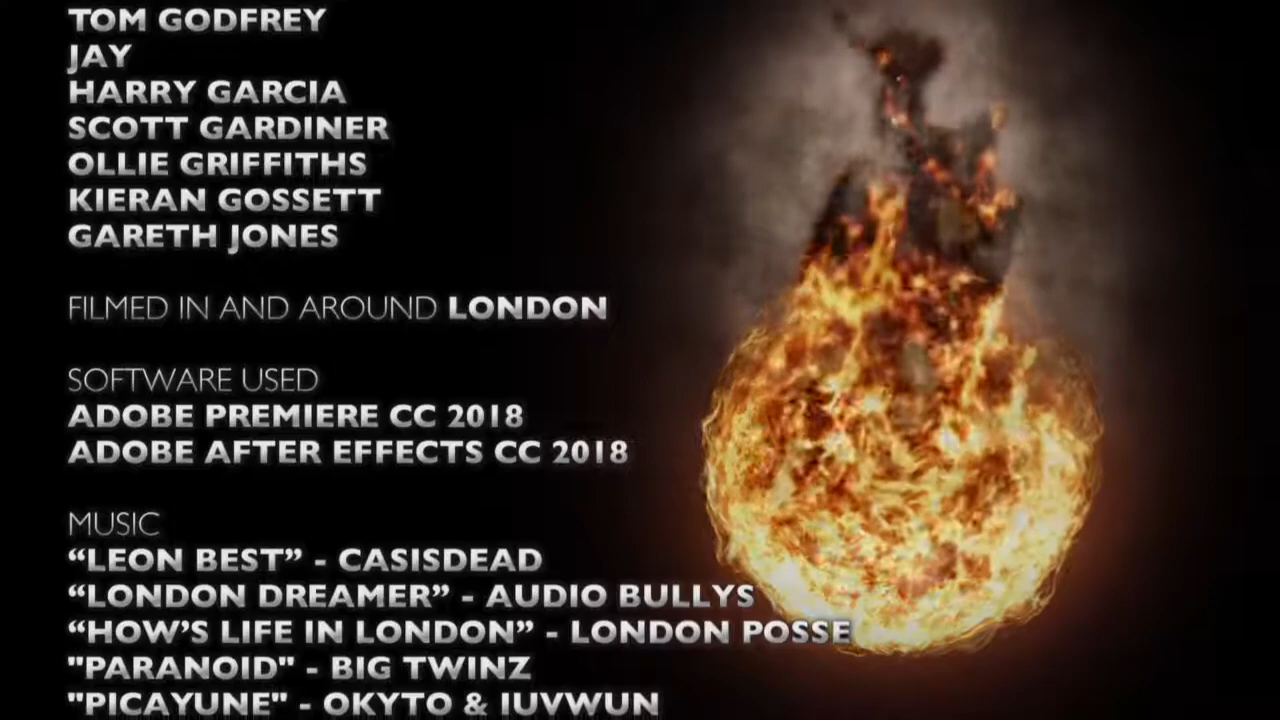 TOM GODFREY
JAY
HARRY GARCIA
SCOTT GARDINER
OLLIE GRIFFITHS
KIERAN GOSSETT
GARETH JONES
FILMED IN AND AROUND LONDON
SOFTWARE USED
ADOBE PREMIERE CC 2018
ADOBE AFTER EFFECTS CC 2018
MUSIC
“LEON BEST” - CASISDEAD
“LONDON DREAMER” - AUDIO BULLYS
“HOW’S LIFE IN LONDON” - LONDON POSSE
"PARANOID" - BIG TWINZ
"PICAYUNE" - OKYTO & IUVWUN